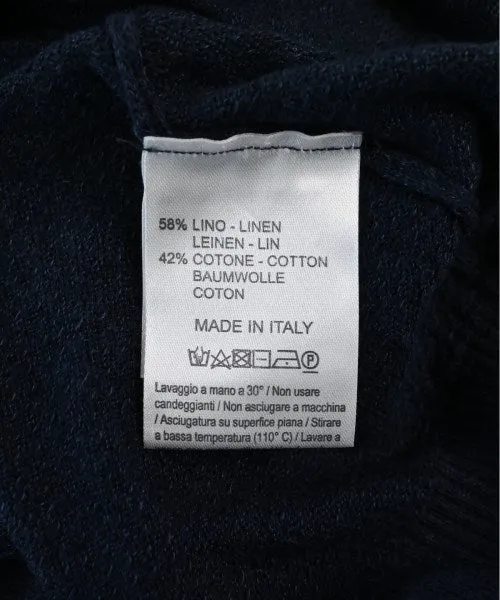 58% LINO - LINEN
LEINEN - LIN
42% COTONE - COTTON
BAUMWOLLE
COTON
MADE IN ITALY
P
Lavaggio a mano a 30° / Non usare
candeggianti / Non asciugare a macchina
/ Asciugatura su superfice piana / Stirare
a bassa temperatura (110° C) / Lavare a